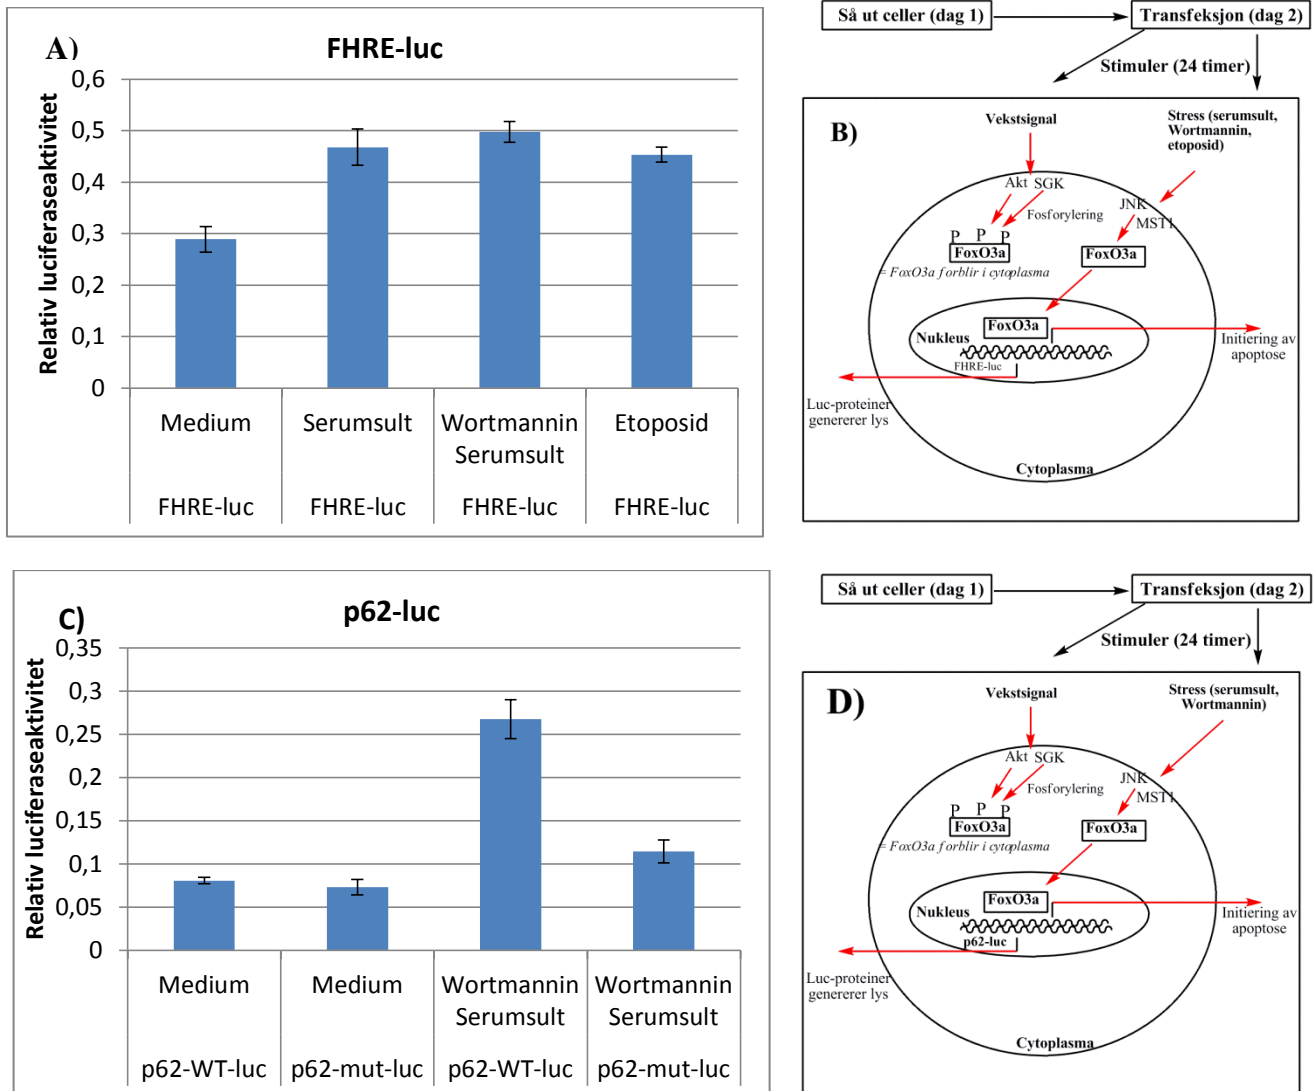 A)
FHRE-luc
Relativ luciferaseaktivitet
0,6
0,5
0,4
0,3
0,2
0,1
0
Medium
Serumsult
Wortmannin
Serumsult
Etoposid
FHRE-luc
FHRE-luc
FHRE-luc
FHRE-luc
Så ut celler (dag 1)
Transfeksjon (dag 2)
Stimuler (24 timer)
B)
Vekstsignal
Stress (serumsult,
Wortmannin,
etoposid)
Akt SGK
Fosforylering
JNK
MST1
P P P
FoxO3a
= FoxO3a forblir i cytoplasma
FoxO3a
FoxO3a
Nukleus
FHRE-luc
Initiering av
apoptose
Luc-proteiner
genererer lys
Cytoplasma
C)
p62-luc
Relativ luciferaseaktivitet
0,35
0,3
0,25
0,2
0,15
0,1
0,05
0
Medium
Medium
Wortmannin
Serumsult
Wortmannin
Serumsult
p62-WT-luc
p62-mut-luc
p62-WT-luc
p62-mut-luc
Så ut celler (dag 1)
Transfeksjon (dag 2)
Stimuler (24 timer)
D)
Vekstsignal
Stress (serumsult,
Wortmannin)
Akt SGK
Fosforylering
JNK
MST1
P P P
FoxO3a
= FoxO3a forblir i cytoplasma
FoxO3a
FoxO3a
Nukleus
p62-luc
Initiering av
apoptose
Luc-proteiner
genererer lys
Cytoplasma